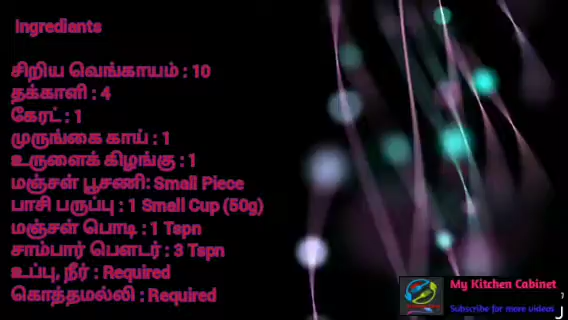 Ingrediants
சிறிய வெங்காயம் : 10
தக்காளி : 4
கேரட் : 1
முருங்கை காய் : 1
உருளைக் கிழங்கு : 1
மஞ்சள் பூசணி: Small Piece
பாசி பருப்பு : 1 Small Cup (50g)
மஞ்சள் பொடி : 1 Tspn
சாம்பார் பௌடர் : 3 Tspn
உப்பு, நீர் : Required
கொத்தமல்லி : Required
My Kitchen Cabinet
Subscribe for more videos